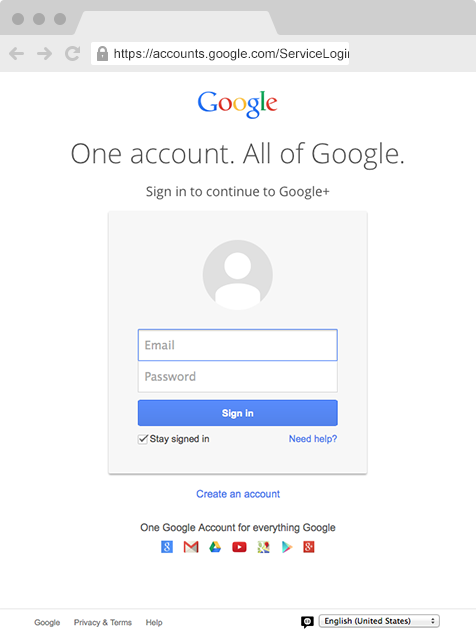 https://accounts.google.com/ServiceLogi
Google
One account. All of Google.
Sign in to continue to Google+
Email
Password
Sign in
Stay signed in
Need help?
Create an account
One Google Account for everything Google
Google
Privacy & Terms
Help
English (United States)